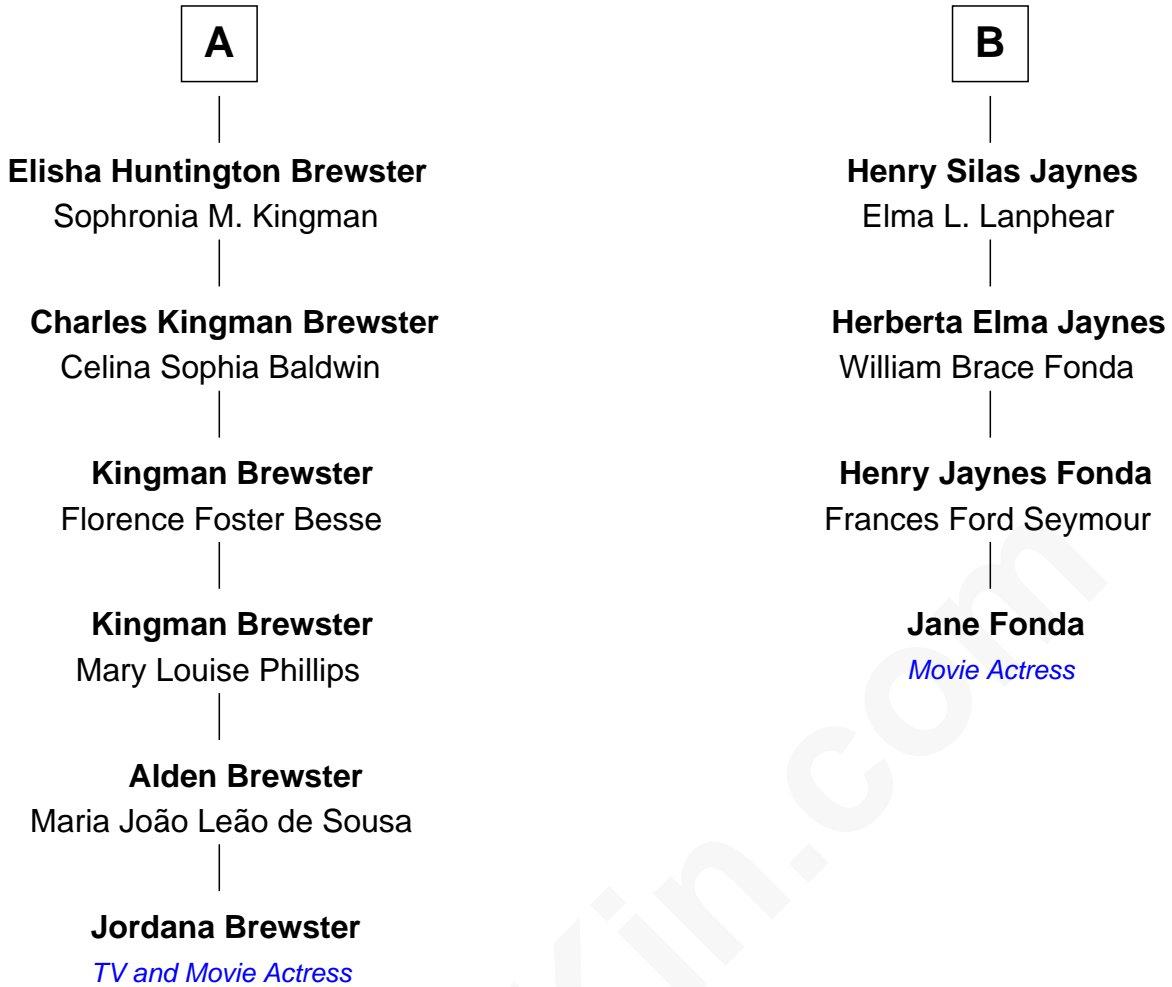 A
Elisha Huntington Brewster
Sophronia M. Kingman
Charles Kingman Brewster
Celina Sophia Baldwin
Kingman Brewster
Florence Foster Besse
Kingman Brewster
Mary Louise Phillips
Alden Brewster
Maria João Leão de Sousa
Jordana Brewster
TV and Movie Actress
B
Henry Silas Jaynes
Elma L. Lanphear
Herberta Elma Jaynes
William Brace Fonda
Henry Jaynes Fonda
Frances Ford Seymour
Jane Fonda
Movie Actress
Kin.com